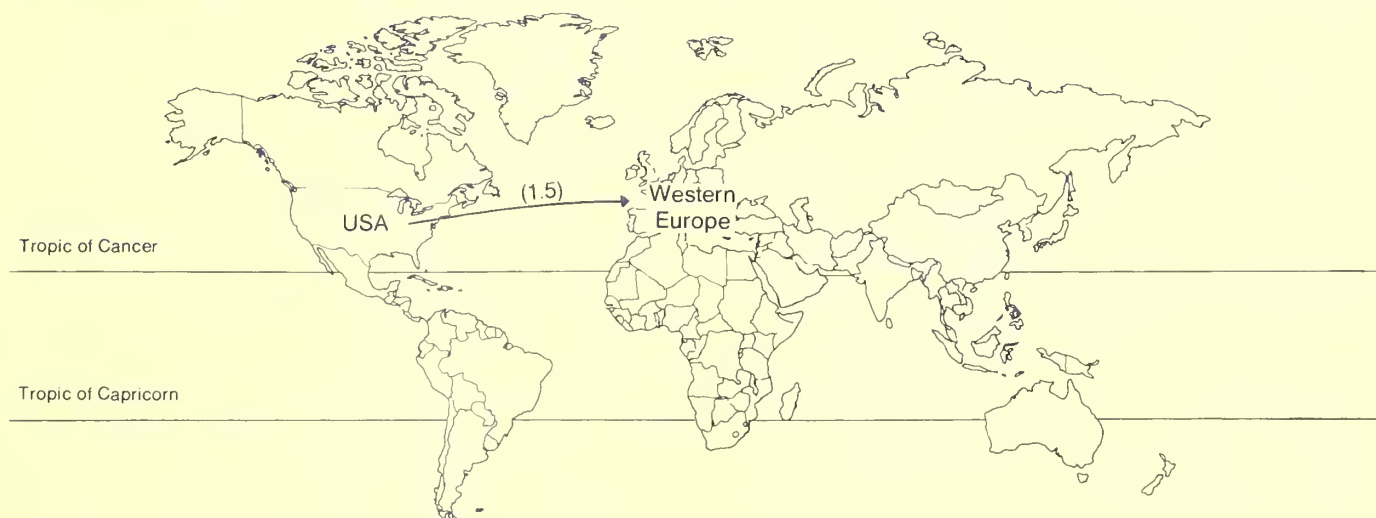 (1.5)
Western
Europe
USA
Tropic of Cancer
Tropic of Capricorn